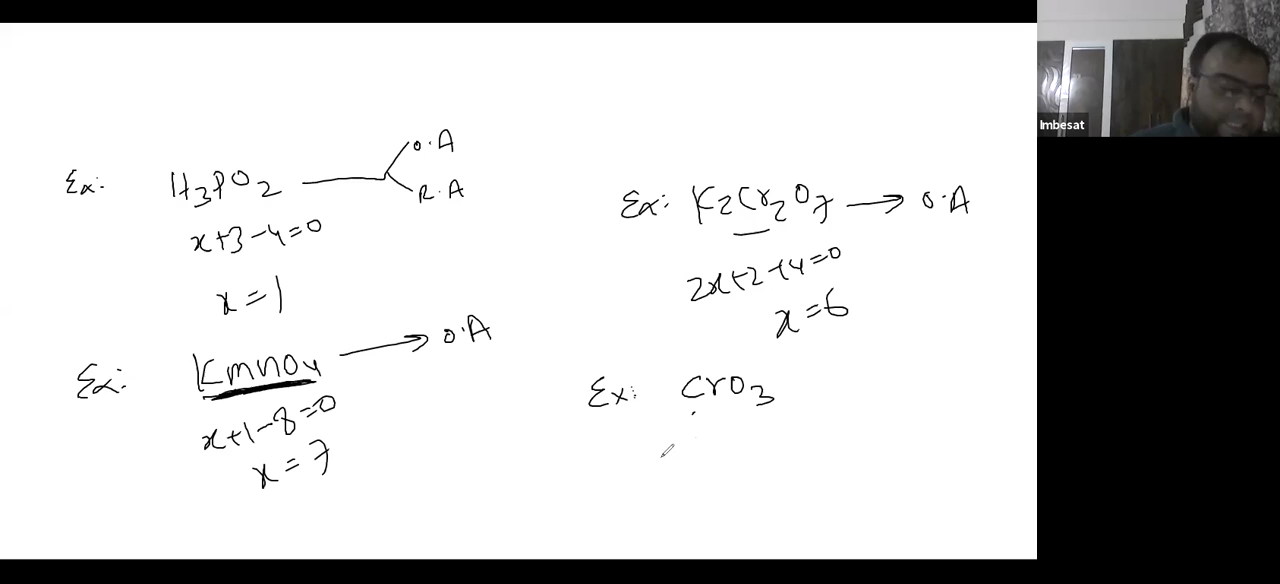 Ex: H3PO2 O.A
R.A
x+3-4=0
x=1
Ex: KMnO4 → O.A
x+1-8=0
x=7
Ex: K2Cr2O7 → O.A
2x+2-14=0
x=6
Ex: CrO3
Imbesat